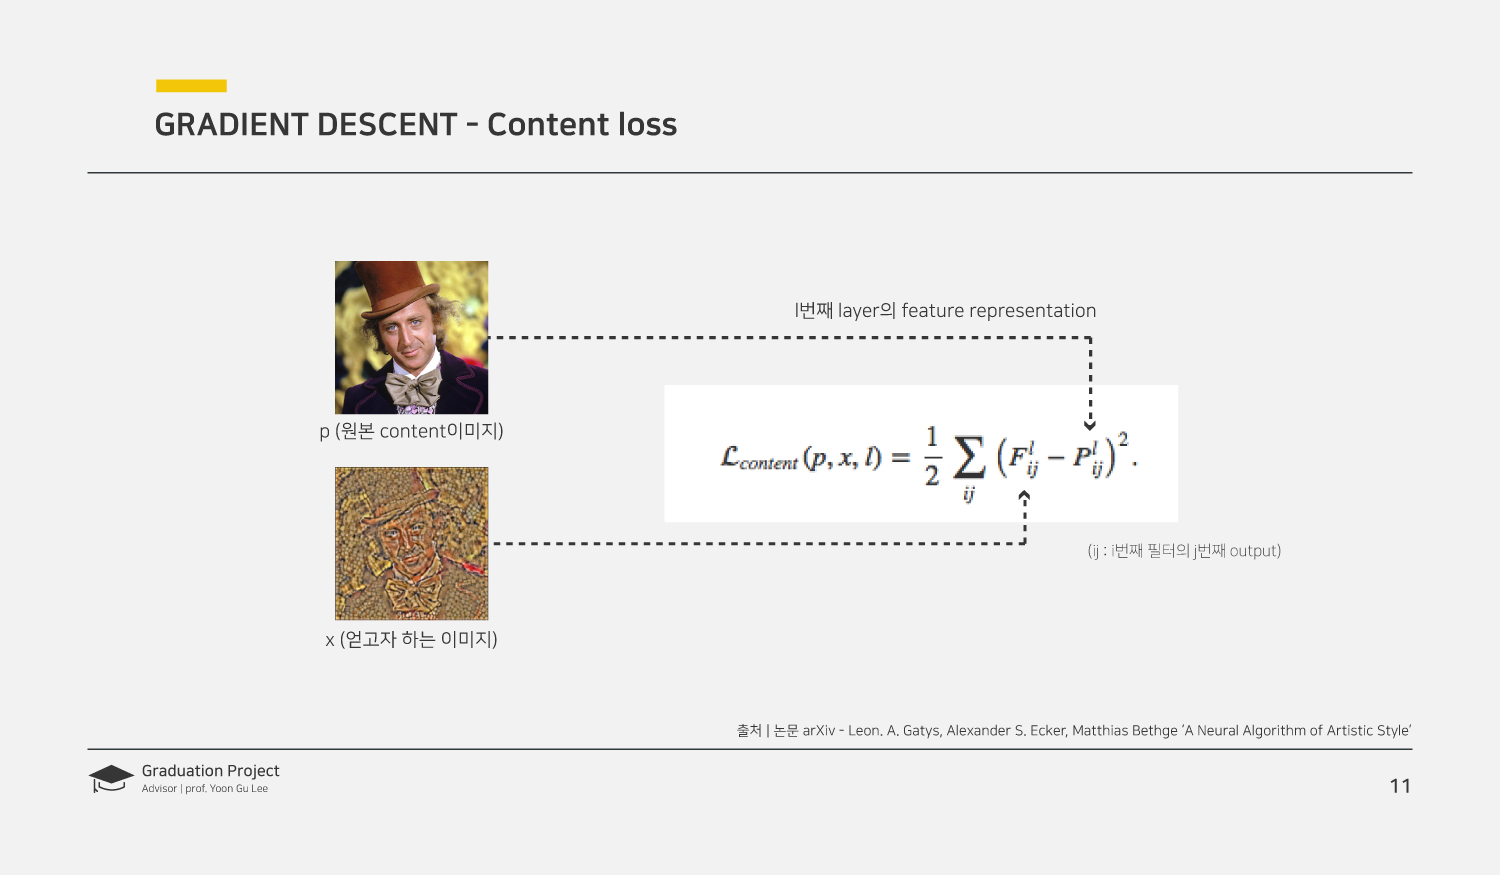 GRADIENT DESCENT - Content loss
l번째 layer의 feature representation
p (원본 content이미지)
ℒcontent(p, x, l) = 1/2 ∑ij (Fˡij − Pˡij)².
(ij : i번째 필터의 j번째 output)
x (얻고자 하는 이미지)
출처 | 논문 arXiv - Leon. A. Gatys, Alexander S. Ecker, Matthias Bethge ‘A Neural Algorithm of Artistic Style’
Graduation Project
Advisor | prof. Yoon Gu Lee
11